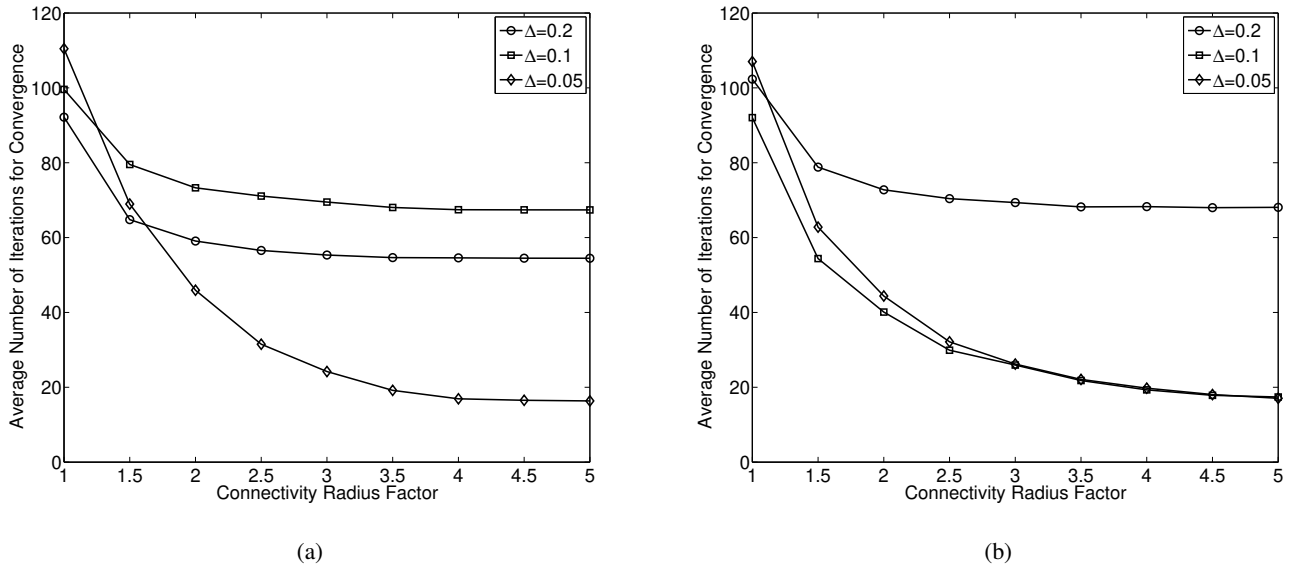 120
100
80
60
40
20
0
Average Number of Iterations for Convergence
Δ=0.2
Δ=0.1
Δ=0.05
1 1.5 2 2.5 3 3.5 4 4.5 5
Connectivity Radius Factor
(a)
120
100
80
60
40
20
0
Average Number of Iterations for Convergence
Δ=0.2
Δ=0.1
Δ=0.05
1 1.5 2 2.5 3 3.5 4 4.5 5
Connectivity Radius Factor
(b)